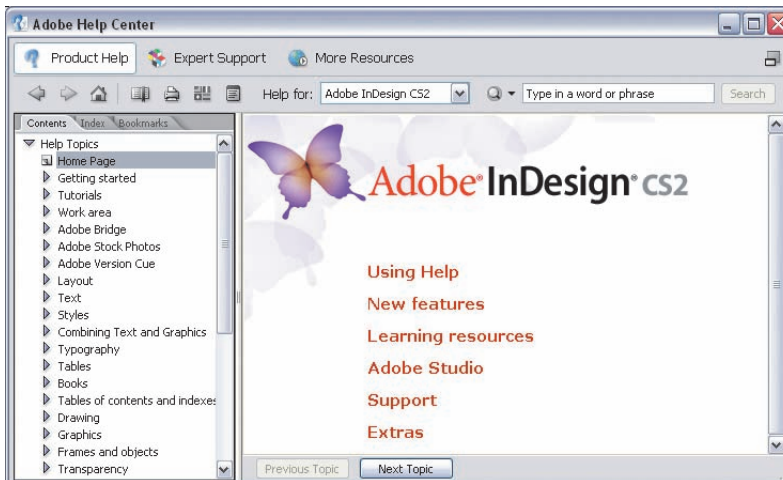 Adobe Help Center
Product Help Expert Support More Resources
Help for: Adobe InDesign CS2 Type in a word or phrase Search
Contents Index Bookmarks
Help Topics
Home Page
Getting started
Tutorials
Work area
Adobe Bridge
Adobe Stock Photos
Adobe Version Cue
Layout
Text
Styles
Combining Text and Graphics
Typography
Tables
Books
Tables of contents and indexes
Drawing
Graphics
Frames and objects
Transparency
Adobe® InDesign® CS2
Using Help
New features
Learning resources
Adobe Studio
Support
Extras
Previous Topic Next Topic